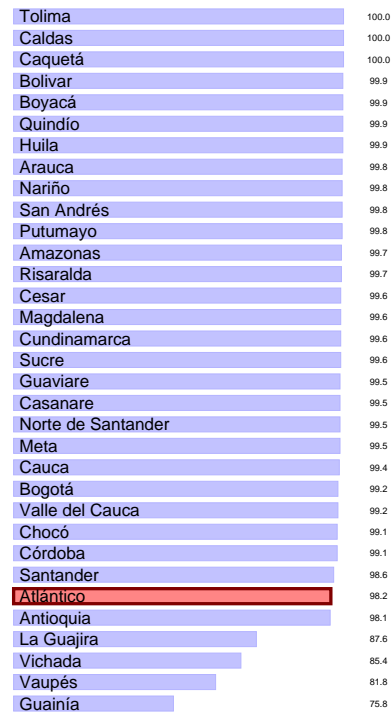 Tolima 100.0
Caldas 100.0
Caquetá 100.0
Bolivar 99.9
Boyacá 99.9
Quindío 99.9
Huila 99.9
Arauca 99.8
Nariño 99.8
San Andrés 99.8
Putumayo 99.8
Amazonas 99.7
Risaralda 99.7
Cesar 99.6
Magdalena 99.6
Cundinamarca 99.6
Sucre 99.6
Guaviare 99.5
Casanare 99.5
Norte de Santander 99.5
Meta 99.5
Cauca 99.4
Bogotá 99.2
Valle del Cauca 99.2
Chocó 99.1
Córdoba 99.1
Santander 98.6
Atlántico 98.2
Antioquia 98.1
La Guajira 87.6
Vichada 85.4
Vaupés 81.8
Guainía 75.8